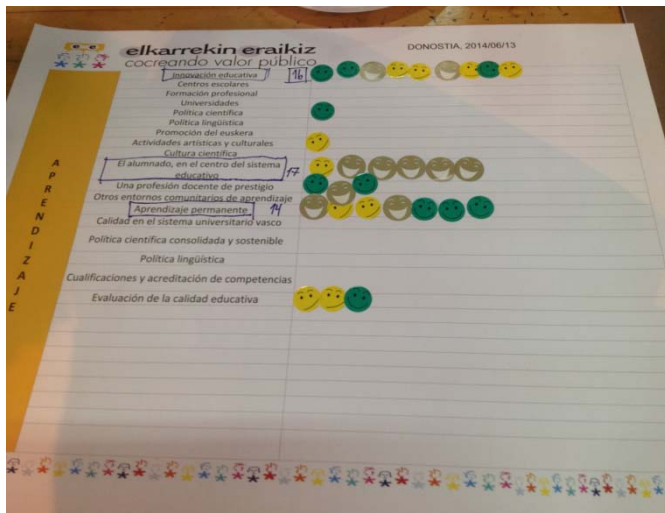 elkarrekin eraikiz
DONOSTIA, 2014/06/13
cocreando valor público
Innovación educativa 16
Centros escolares
Formación profesional
Universidades
Política científica
Política lingüística
Promoción del euskera
Actividades artísticas y culturales
Cultura científica
El alumnado, en el centro del sistema
educativo 17
Una profesión docente de prestigio
Otros entornos comunitarios de aprendizaje
Aprendizaje permanente 14
Calidad en el sistema universitario vasco
Política científica consolidada y sostenible
Política lingüística
Cualificaciones y acreditación de competencias
Evaluación de la calidad educativa
APRENDIZAJE